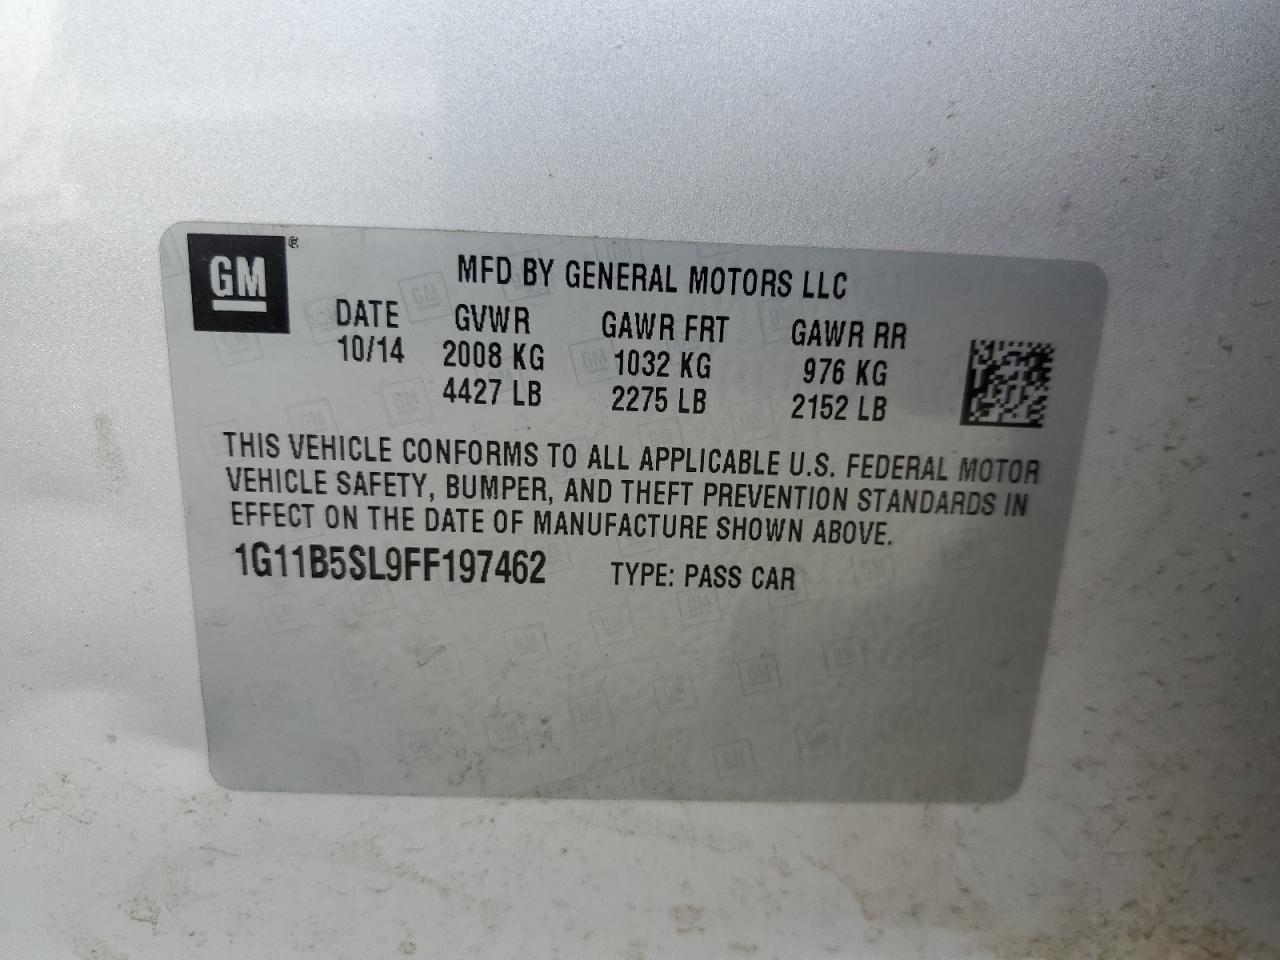 GM ®
MFD BY GENERAL MOTORS LLC
DATE GVWR GAWR FRT GAWR RR
10/14 2008 KG 1032 KG 976 KG
4427 LB 2275 LB 2152 LB
THIS VEHICLE CONFORMS TO ALL APPLICABLE U.S. FEDERAL MOTOR
VEHICLE SAFETY, BUMPER, AND THEFT PREVENTION STANDARDS IN
EFFECT ON THE DATE OF MANUFACTURE SHOWN ABOVE.
1G11B5SL9FF197462 TYPE: PASS CAR